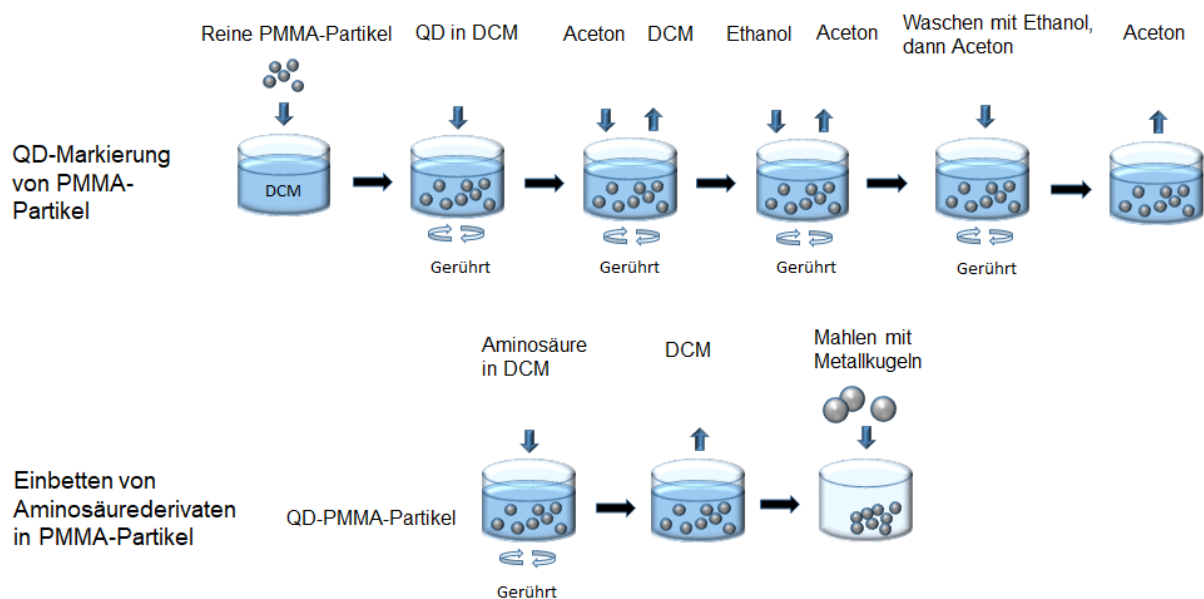 Reine PMMA-Partikel
QD in DCM
Aceton
DCM
Ethanol
Aceton
Waschen mit Ethanol,
dann Aceton
Aceton
QD-Markierung
von PMMA-
Partikel
DCM
Gerührt
Gerührt
Gerührt
Gerührt
Aminosäure
in DCM
DCM
Mahlen mit
Metallkugeln
Einbetten von
Aminosäurederivaten
in PMMA-Partikel
QD-PMMA-Partikel
Gerührt